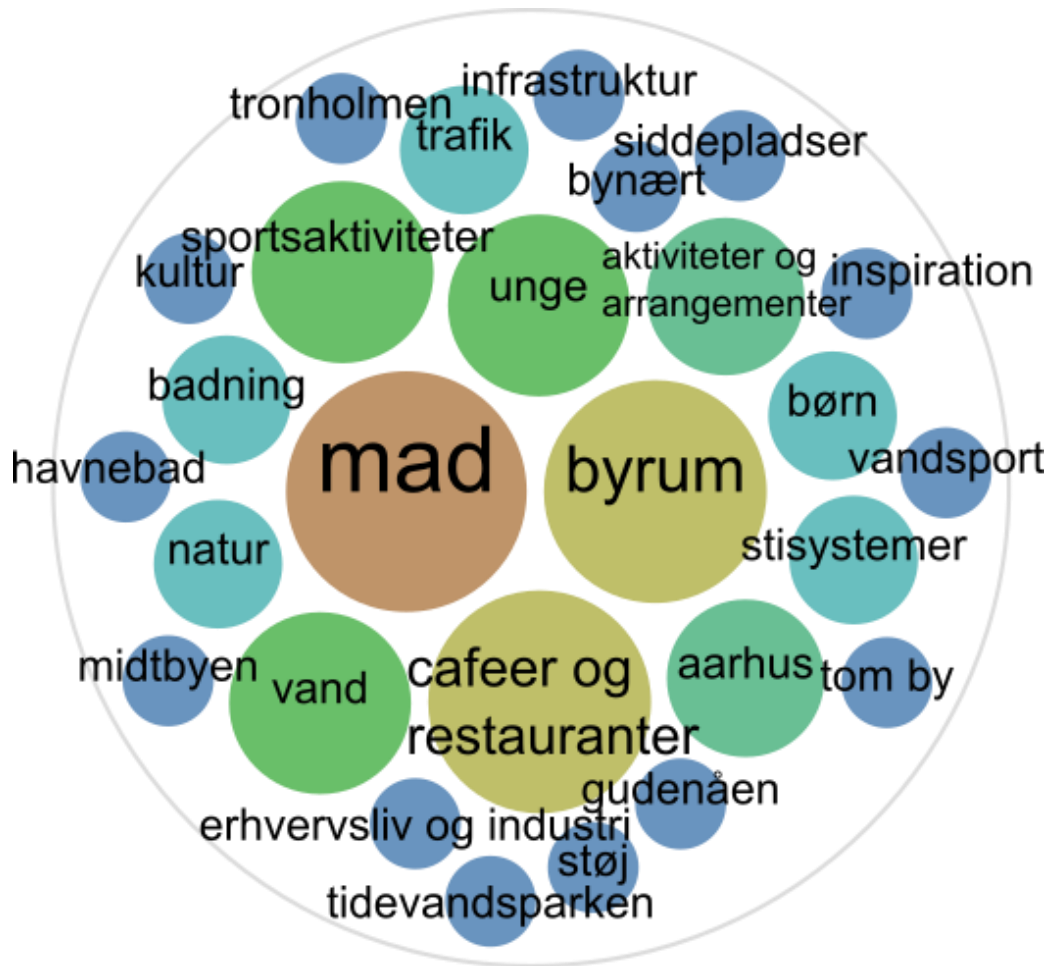 infrastruktur
tronholmen
trafik
siddepladser
bynært
sportsaktiviteter
aktiviteter og
arrangementer
kultur
unge
inspiration
badning
børn
mad
byrum
havnebad
vandsport
natur
stisystemer
midtbyen
vand
cafeer og
restauranter
aarhus
tom by
gudenåen
erhvervsliv og industri
støj
tidevandsparken